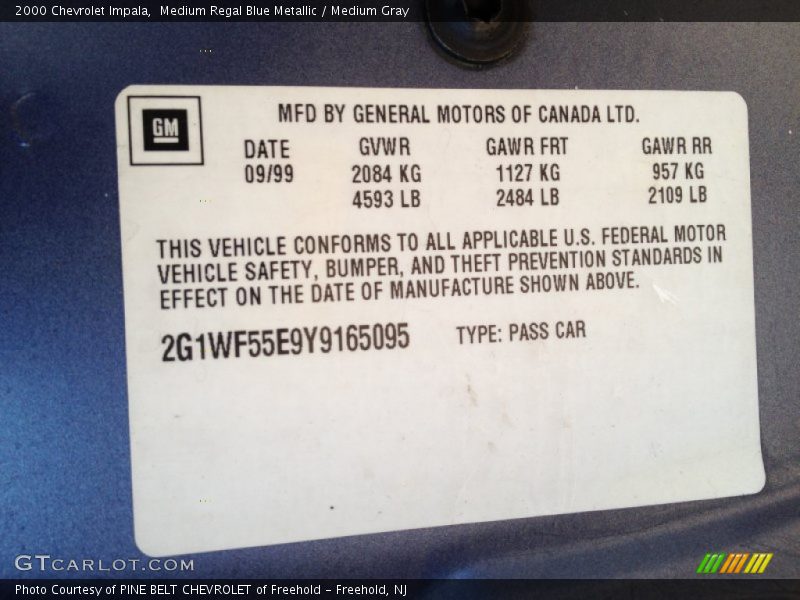 2000 Chevrolet Impala,  Medium Regal Blue Metallic / Medium Gray
GM
MFD BY GENERAL MOTORS OF CANADA LTD.
DATE GVWR GAWR FRT GAWR RR
09/99 2084 KG 1127 KG 957 KG
4593 LB 2484 LB 2109 LB
THIS VEHICLE CONFORMS TO ALL APPLICABLE U.S. FEDERAL MOTOR
VEHICLE SAFETY, BUMPER, AND THEFT PREVENTION STANDARDS IN
EFFECT ON THE DATE OF MANUFACTURE SHOWN ABOVE.
2G1WF55E9Y9165095 TYPE: PASS CAR
GTCARLOT.COM
Photo Courtesy of PINE BELT CHEVROLET of Freehold - Freehold, NJ